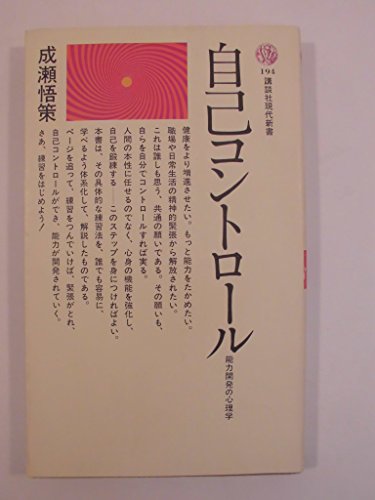 194
講談社現代新書
自己コントロール
能力開発の心理学
成瀬悟策
健康をより増進させたい。もっと能力をたかめたい。
職場や日常生活の精神的緊張から解放されたい。
これは誰しも思う、共通の願いである。その願いも、
自らを自分でコントロールすれば実る。
人間の本性に任せるのでなく、心身の機能を強化し、
自己を鍛練する——このステップを身につければよい。
本書は、その具体的な練習法を、誰でも容易に、
学べるよう体系化して、解説したものである。
ページを追って、練習をつんでいけば、緊張がとれ、
自己コントロールができ、能力が開発されていく。
さあ、練習をはじめよう！